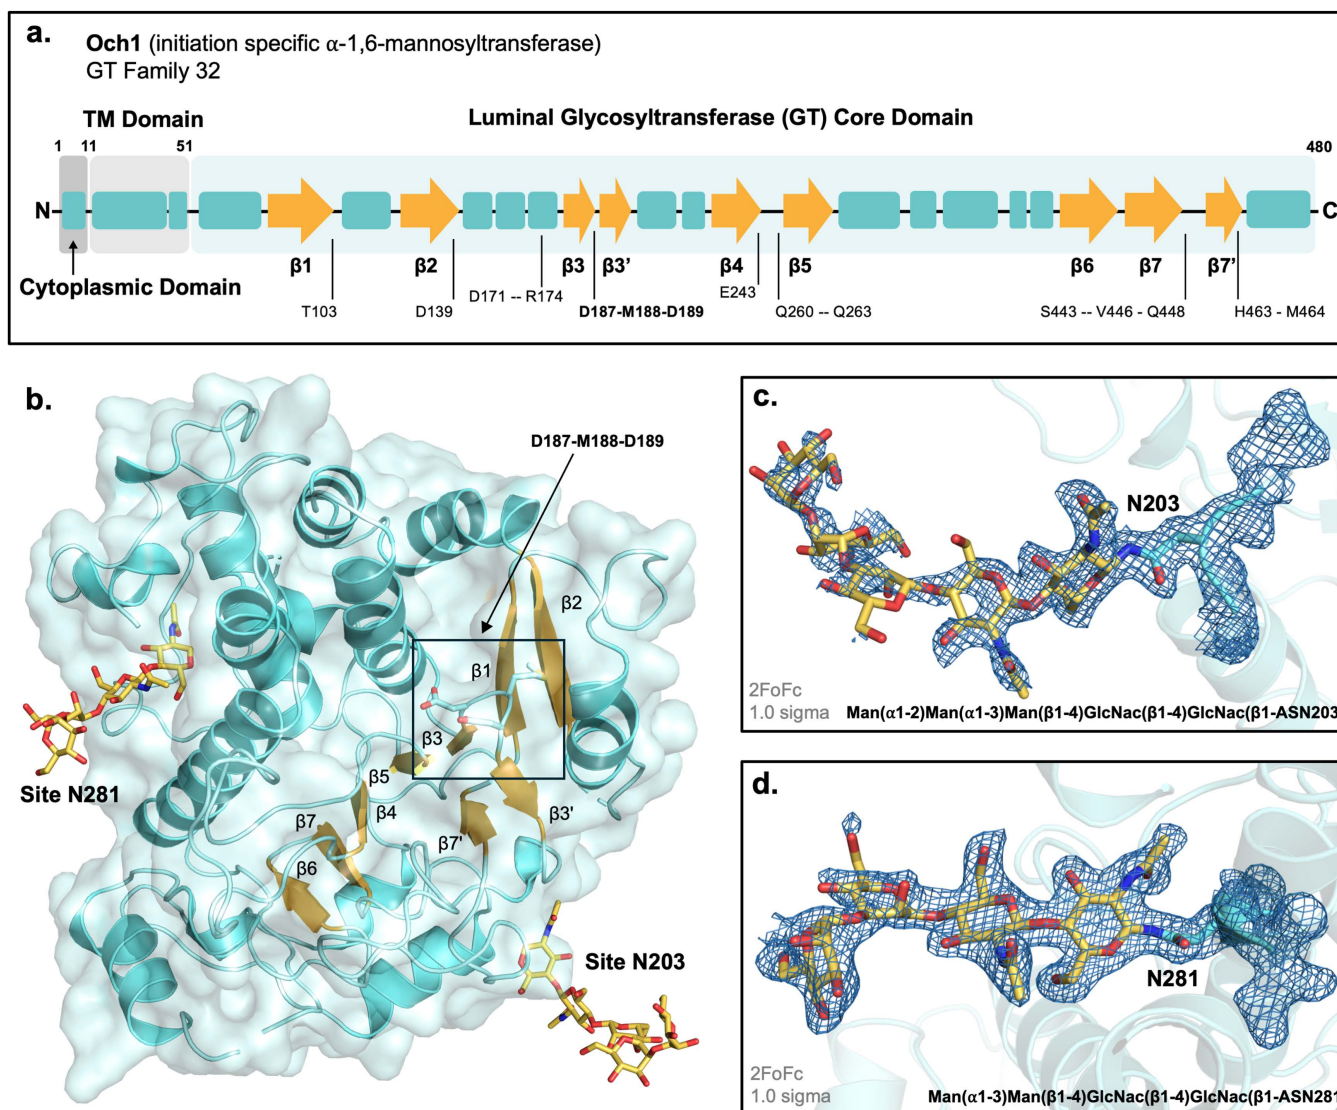 a.
Och1 (initiation specific α-1,6-mannosyltransferase)
GT Family 32
TM Domain
Luminal Glycosyltransferase (GT) Core Domain
1 11 51 480
N C
Cytoplasmic Domain
β1 β2 β3 β3’ β4 β5 β6 β7 β7’
T103 D139 D171 -- R174 D187-M188-D189 E243 Q260 -- Q263 S443 -- V446 - Q448 H463 - M464
b.
D187-M188-D189
β2
β1
β3
β5
β4
β3'
β7
β7'
β6
Site N281
Site N203
c.
N203
2FoFc
1.0 sigma
Man(α1-2)Man(α1-3)Man(β1-4)GlcNac(β1-4)GlcNac(β1-ASN203
d.
N281
2FoFc
1.0 sigma
Man(α1-3)Man(β1-4)GlcNac(β1-4)GlcNac(β1-ASN281